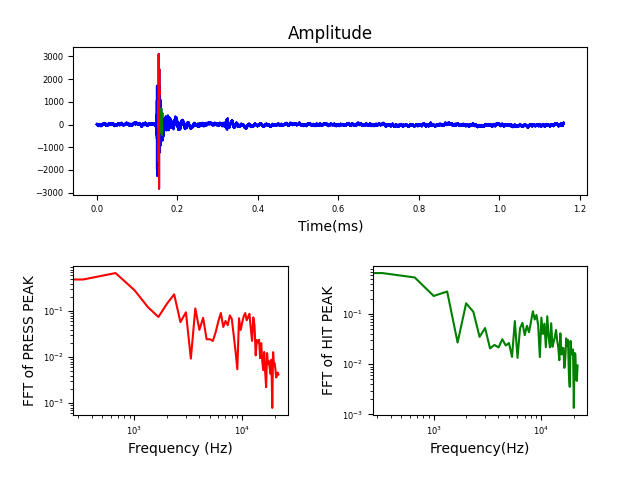 Amplitude
3000
2000
1000
0
−1000
−2000
−3000
0.0 0.2 0.4 0.6 0.8 1.0 1.2
Time(ms)
FFT of PRESS PEAK
10⁻¹
10⁻²
10⁻³
10³ 10⁴
Frequency (Hz)
FFT of HIT PEAK
10⁻¹
10⁻²
10⁻³
10³ 10⁴
Frequency(Hz)